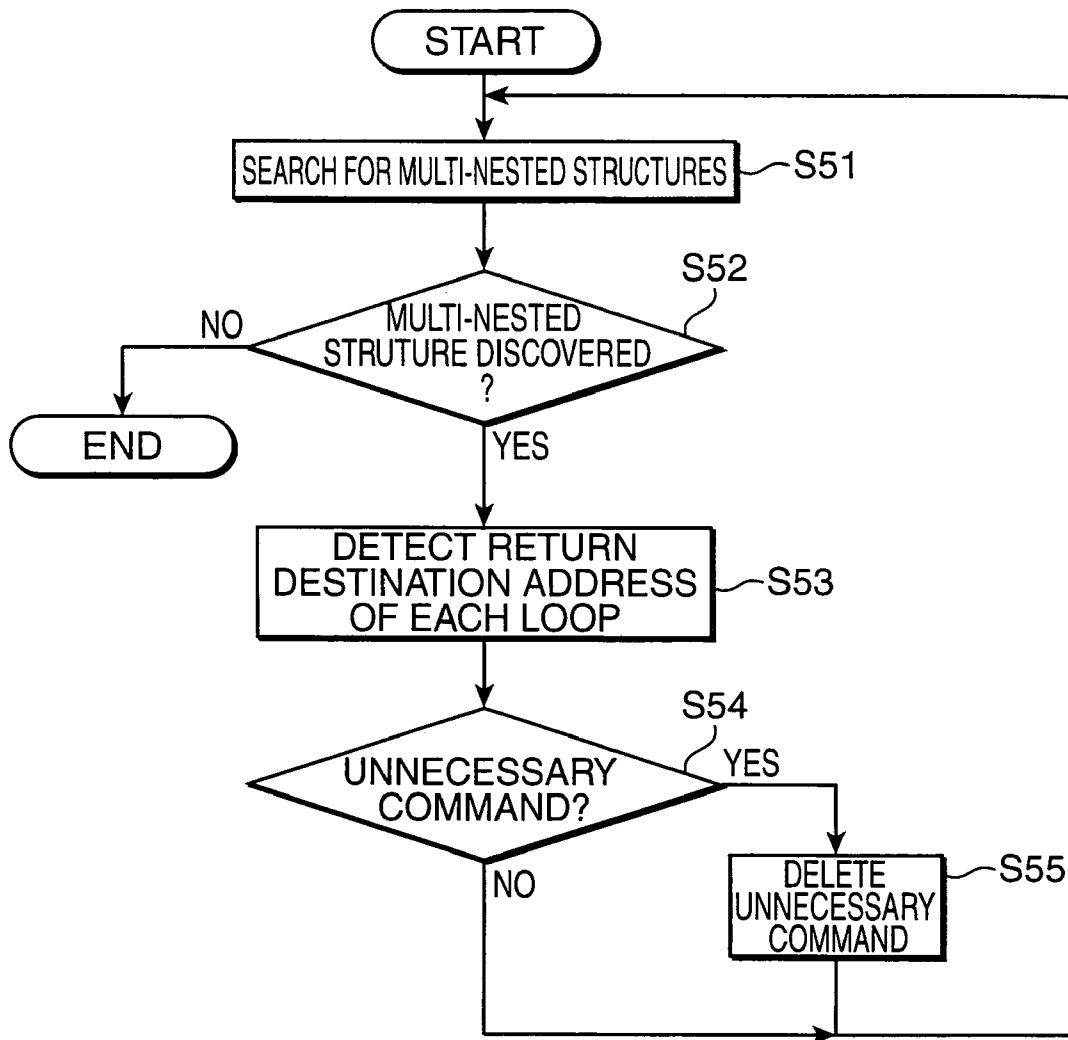 START
SEARCH FOR MULTI-NESTED STRUCTURES
S51
S52
MULTI-NESTED
STRUTURE DISCOVERED
?
NO
END
YES
DETECT RETURN
DESTINATION ADDRESS
OF EACH LOOP
S53
S54
UNNECESSARY
COMMAND?
YES
NO
DELETE
UNNECESSARY
COMMAND
S55